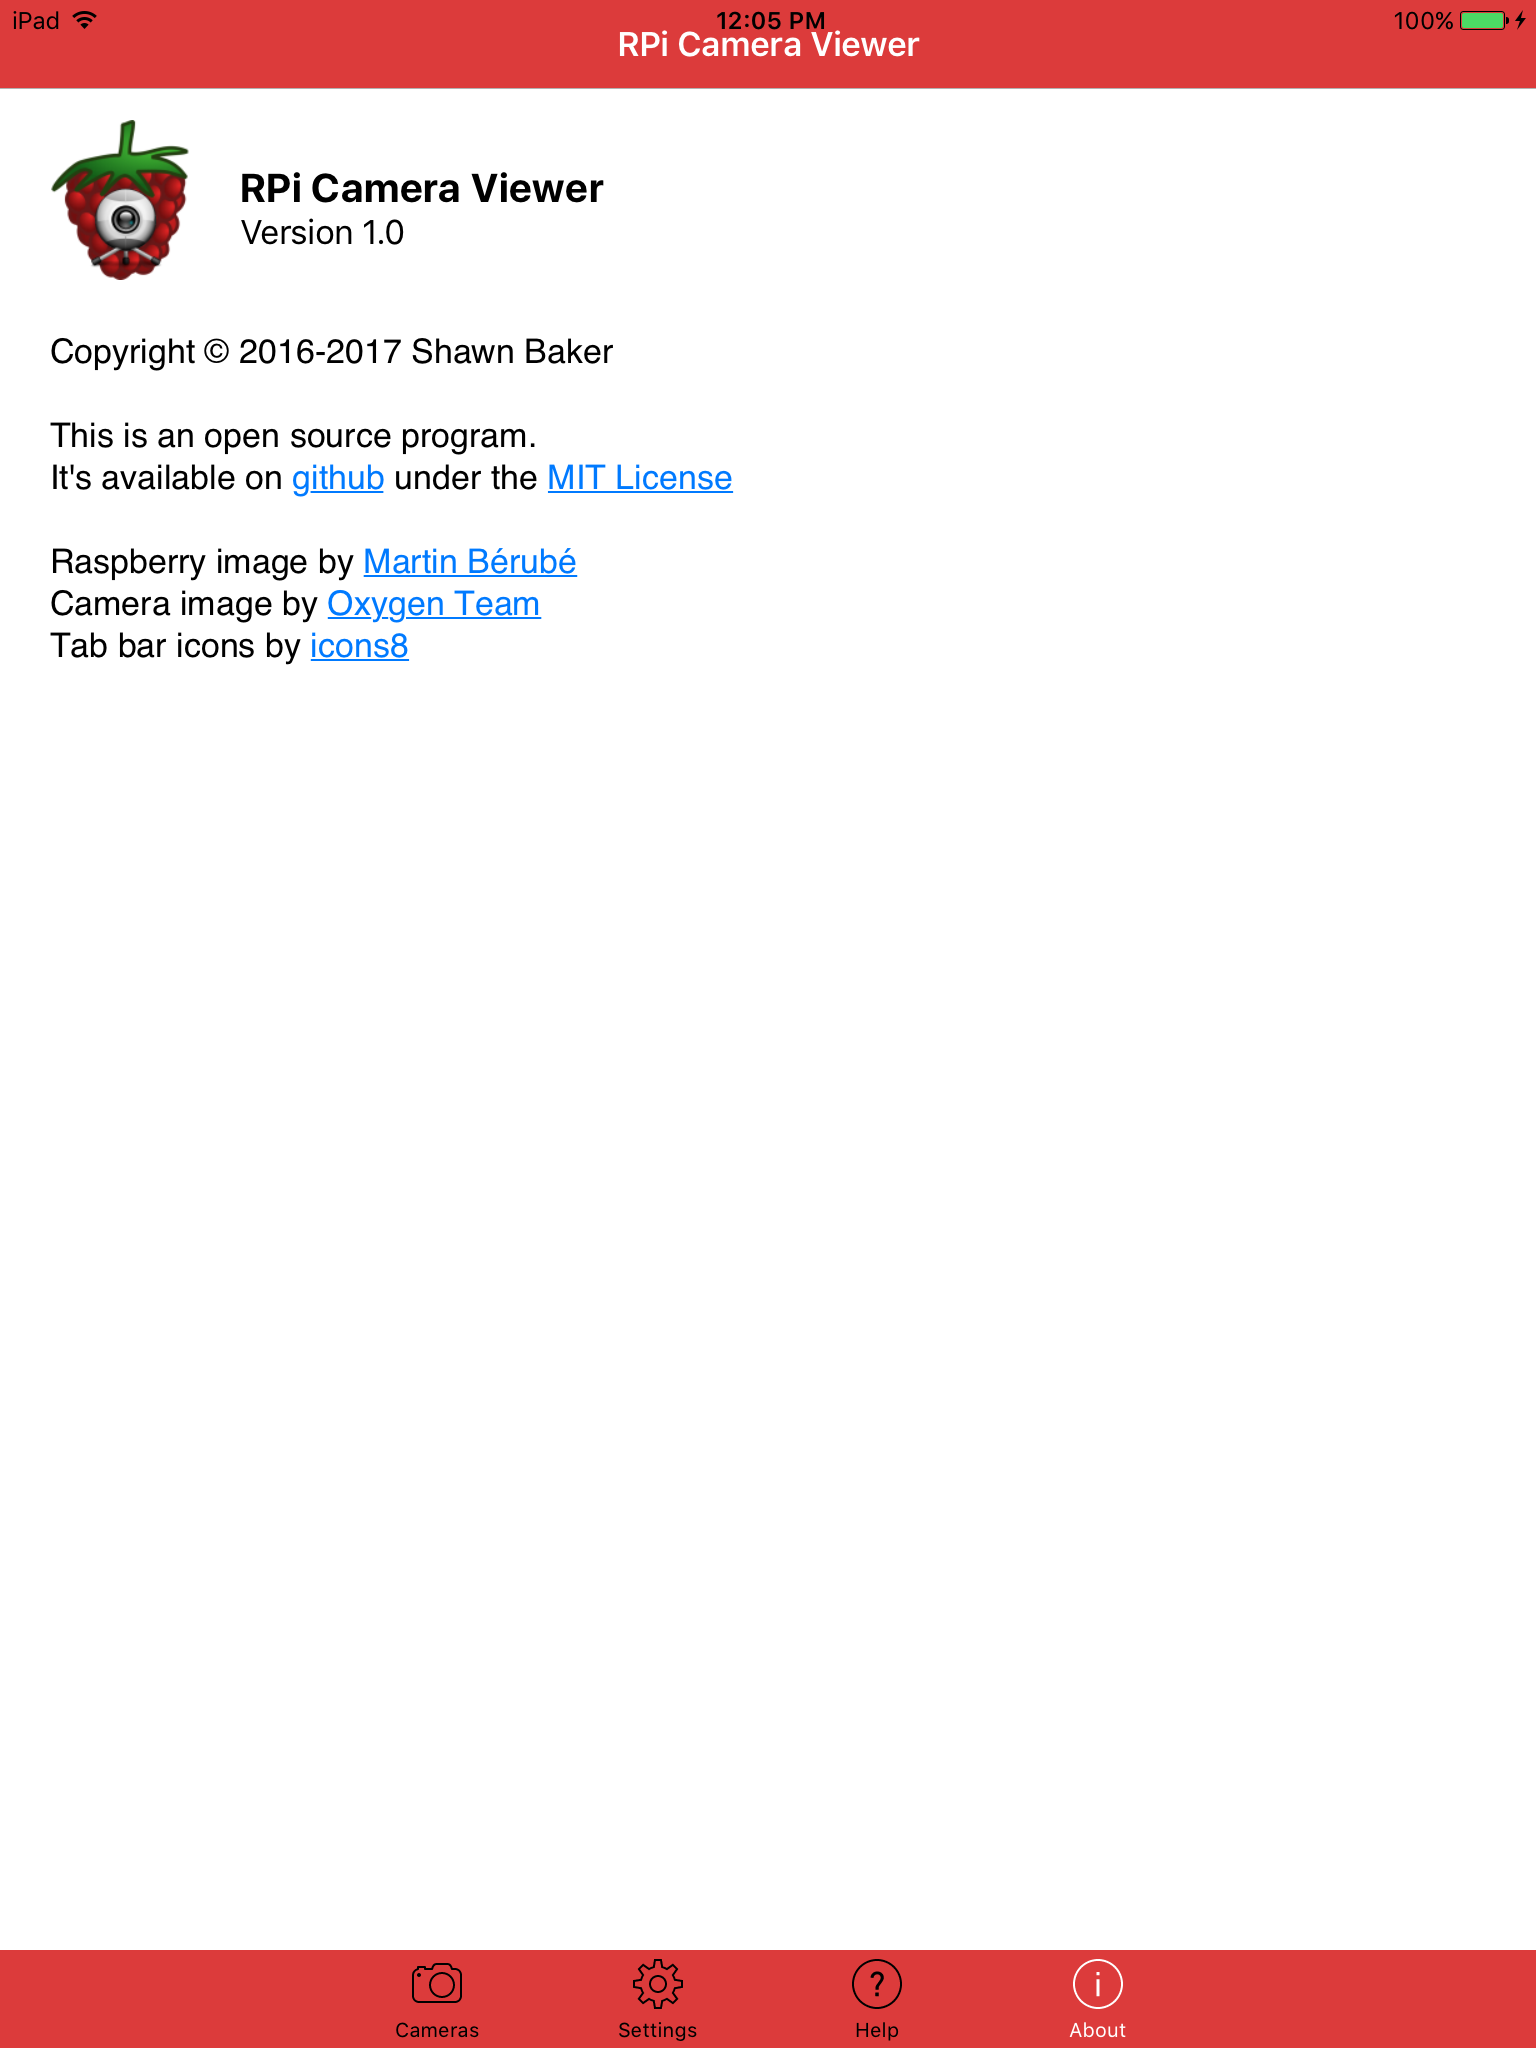 iPad 12:05 PM 100%
RPi Camera Viewer
RPi Camera Viewer
Version 1.0
Copyright © 2016-2017 Shawn Baker
This is an open source program.
It's available on github under the MIT License
Raspberry image by Martin Bérubé
Camera image by Oxygen Team
Tab bar icons by icons8
Cameras Settings Help About